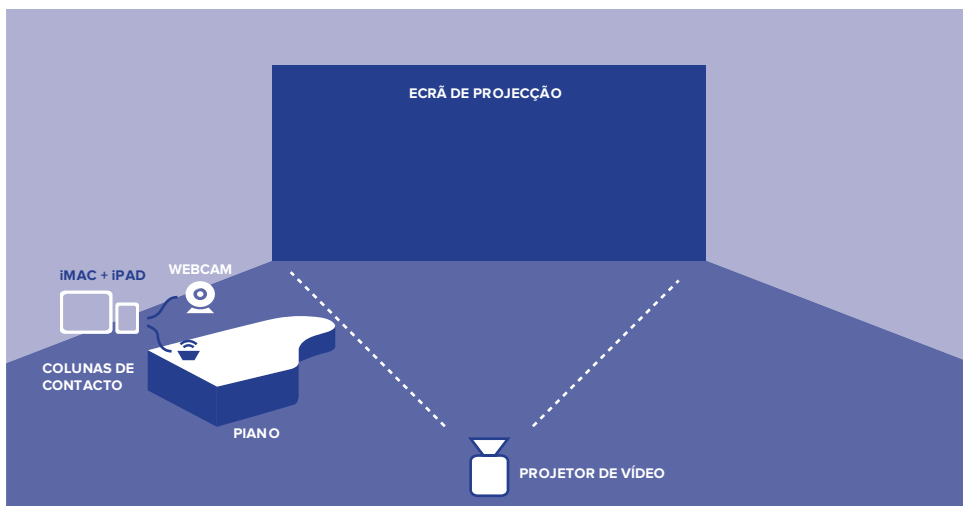 ECRÃ DE PROJECÇÃO
WEBCAM
iMAC + iPAD
COLUNAS DE
CONTACTO
PIANO
PROJETOR DE VÍDEO